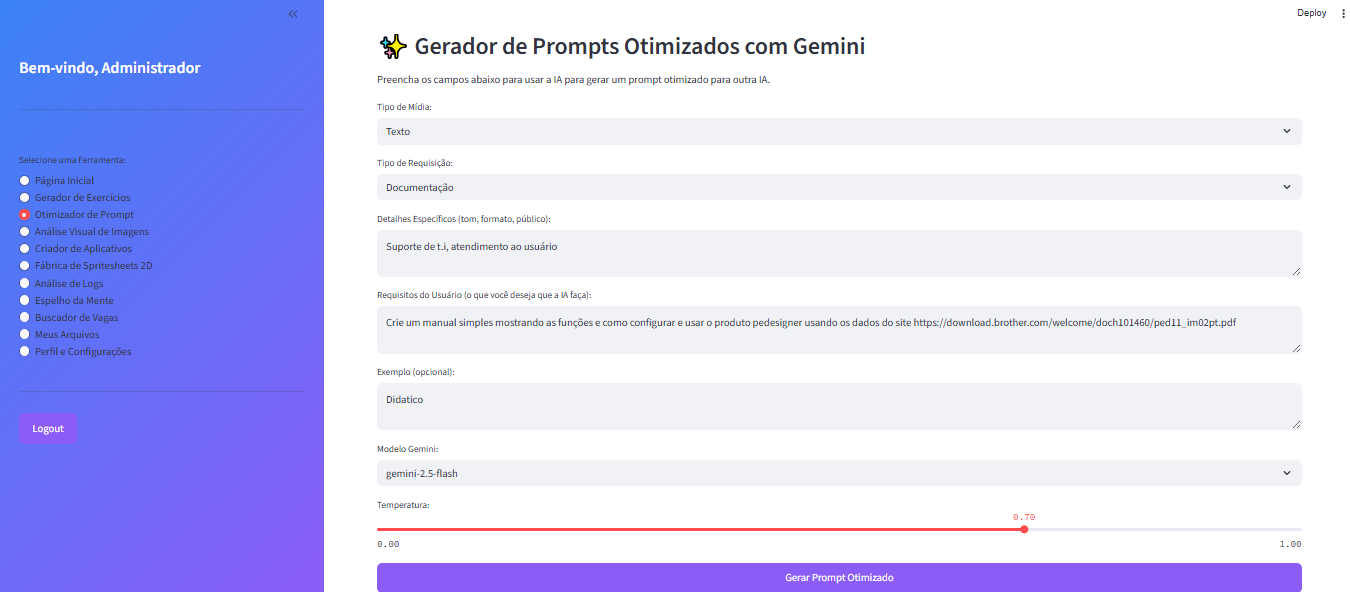 Deploy
Bem-vindo, Administrador
Selecione uma Ferramenta:
Página Inicial
Gerador de Exercícios
Otimizador de Prompt
Análise Visual de Imagens
Criador de Aplicativos
Fábrica de Spritesheets 2D
Análise de Logs
Espelho da Mente
Buscador de Vagas
Meus Arquivos
Perfil e Configurações
Logout
Gerador de Prompts Otimizados com Gemini
Preencha os campos abaixo para usar a IA para gerar um prompt otimizado para outra IA.
Tipo de Mídia:
Texto
Tipo de Requisição:
Documentação
Detalhes Específicos (tom, formato, público):
Suporte de t.i, atendimento ao usuário
Requisitos do Usuário (o que você deseja que a IA faça):
Crie um manual simples mostrando as funções e como configurar e usar o produto pedesigner usando os dados do site https://download.brother.com/welcome/doch101460/ped11_im02pt.pdf
Exemplo (opcional):
Didatico
Modelo Gemini:
gemini-2.5-flash
Temperatura:
0.70
0.00 1.00
Gerar Prompt Otimizado